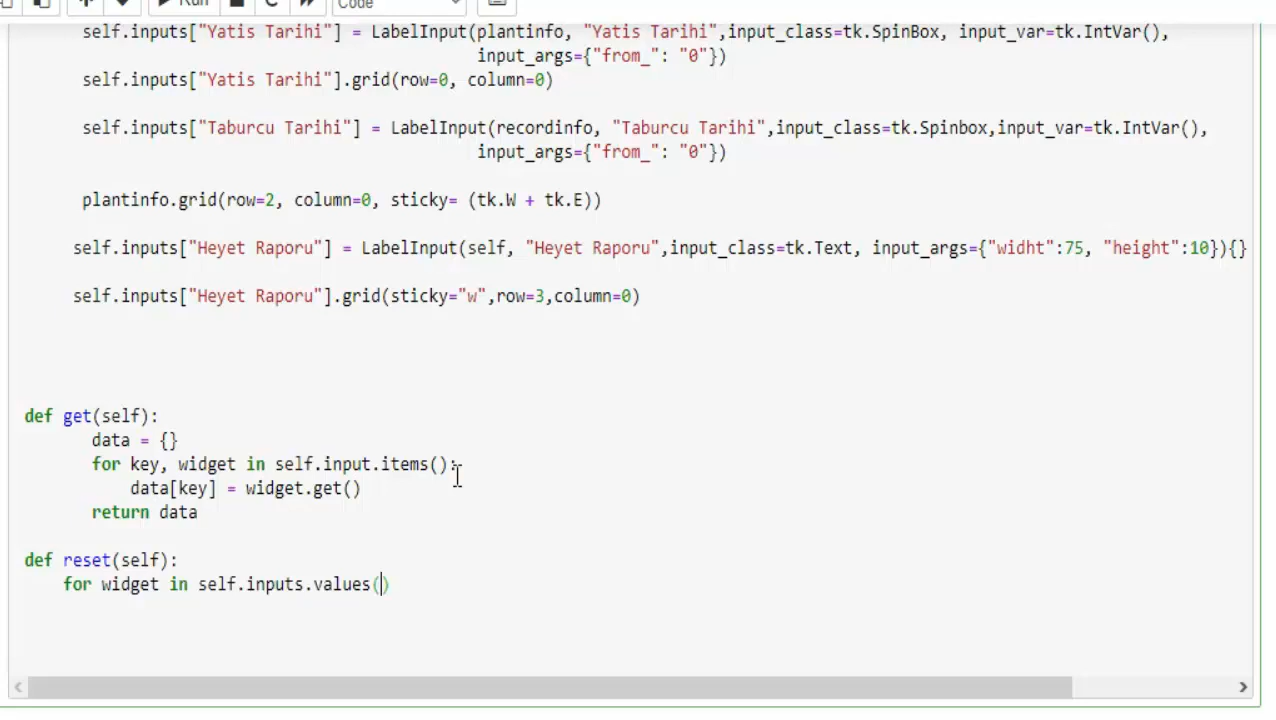 Run
Code
self.inputs["Yatis Tarihi"] = LabelInput(plantinfo, "Yatis Tarihi",input_class=tk.SpinBox, input_var=tk.IntVar(),
input_args={"from_": "0"})
self.inputs["Yatis Tarihi"].grid(row=0, column=0)
self.inputs["Taburcu Tarihi"] = LabelInput(recordinfo, "Taburcu Tarihi",input_class=tk.Spinbox,input_var=tk.IntVar(),
input_args={"from_": "0"})
plantinfo.grid(row=2, column=0, sticky= (tk.W + tk.E))
self.inputs["Heyet Raporu"] = LabelInput(self, "Heyet Raporu",input_class=tk.Text, input_args={"widht":75, "height":10}){}
self.inputs["Heyet Raporu"].grid(sticky="w",row=3,column=0)
def get(self):
data = {}
for key, widget in self.input.items():
data[key] = widget.get()
return data
def reset(self):
for widget in self.inputs.values()